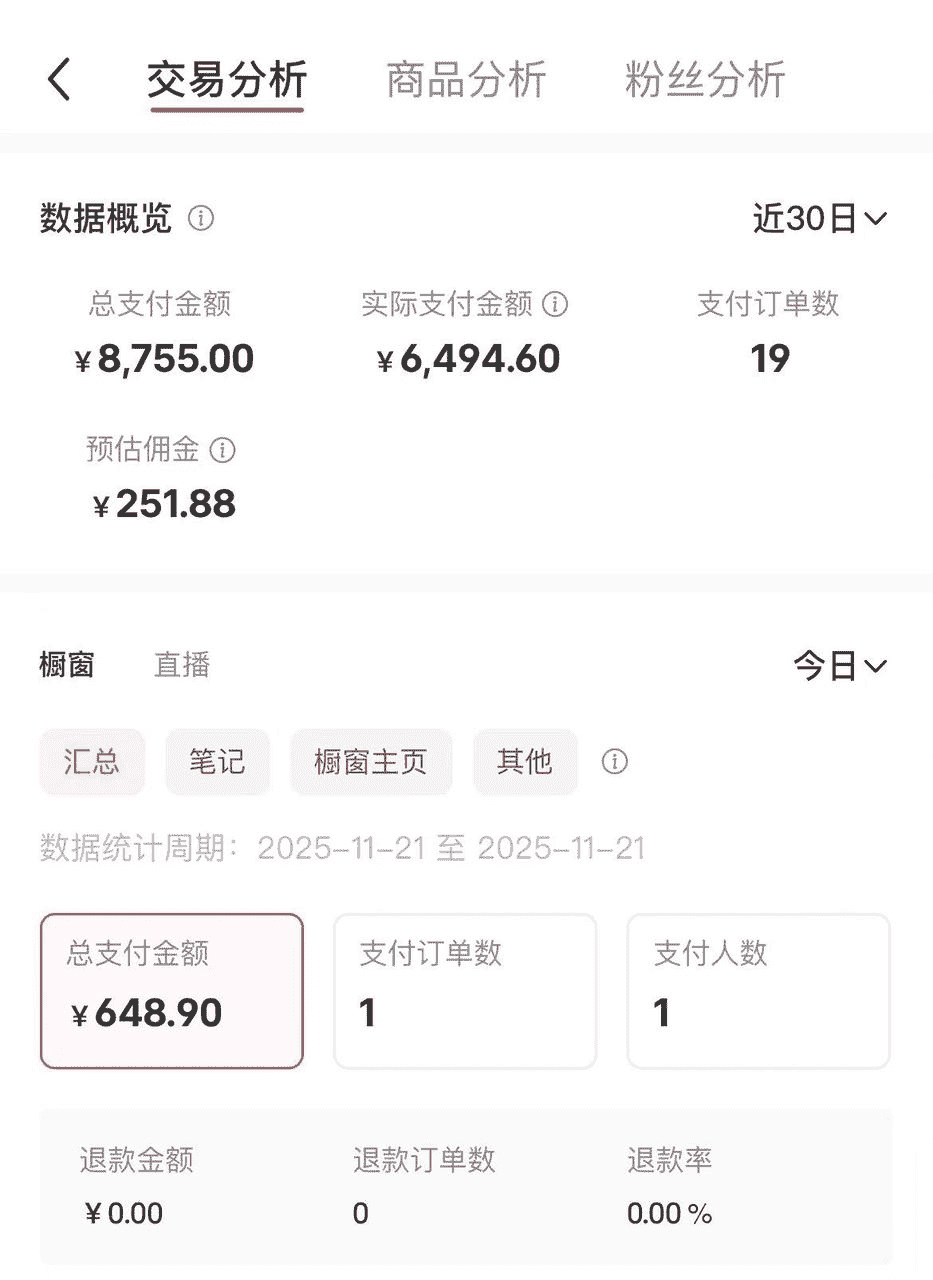 交易分析 商品分析 粉丝分析
数据概览 近30日
总支付金额 实际支付金额 支付订单数
¥8,755.00 ¥6,494.60 19
预估佣金
¥251.88
橱窗 直播 今日
汇总 笔记 橱窗主页 其他
数据统计周期：2025-11-21 至 2025-11-21
总支付金额 支付订单数 支付人数
¥648.90 1 1
退款金额 退款订单数 退款率
¥0.00 0 0.00%